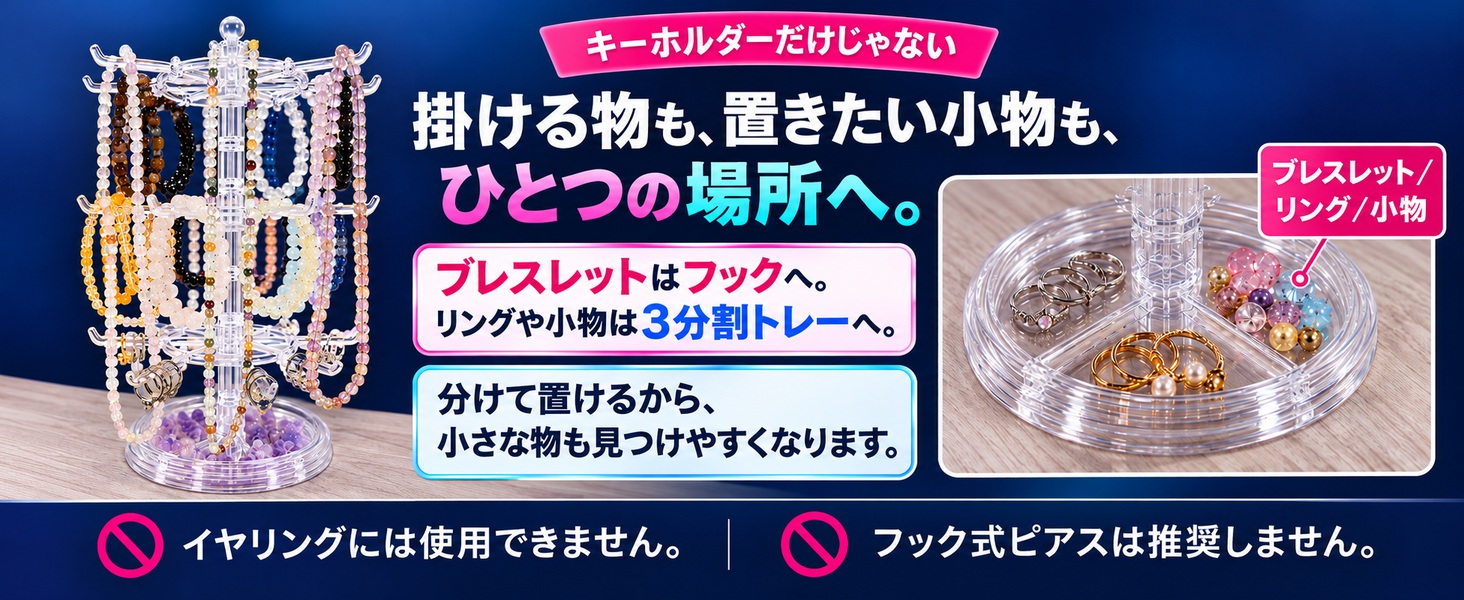 キーホルダーだけじゃない
掛ける物も、置きたい小物も、
ひとつの場所へ。
ブレスレットはフックへ。
リングや小物は3分割トレーへ。
分けて置けるから、
小さな物も見つけやすくなります。
ブレスレット/
リング/小物
イヤリングには使用できません。
フック式ピアスは推奨しません。